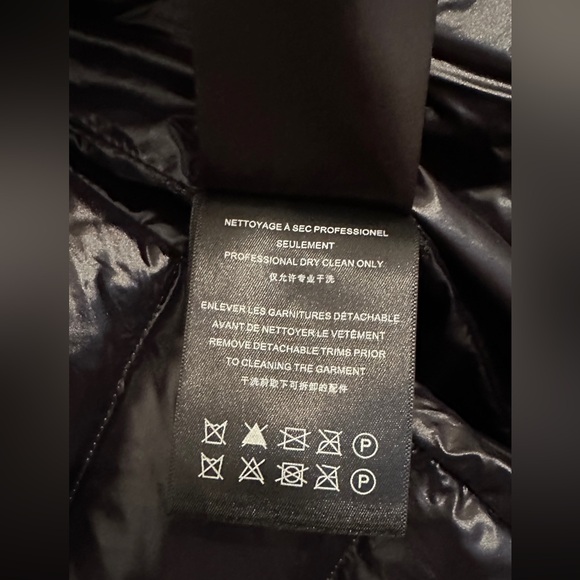 NETTOYAGE À SEC PROFESSIONEL
SEULEMENT
PROFESSIONAL DRY CLEAN ONLY
仅允许专业干洗
ENLEVER LES GARNITURES DÉTACHABLE
AVANT DE NETTOYER LE VETÊMENT
REMOVE DETACHABLE TRIMS PRIOR
TO CLEANING THE GARMENT
干洗前取下可拆卸的配件
P
P